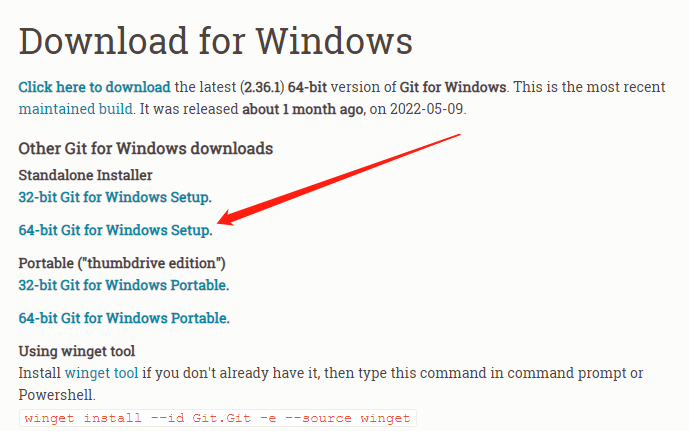 Download for Windows
Click here to download the latest (2.36.1) 64-bit version of Git for Windows. This is the most recent
maintained build. It was released about 1 month ago, on 2022-05-09.
Other Git for Windows downloads
Standalone Installer
32-bit Git for Windows Setup.
64-bit Git for Windows Setup.
Portable ("thumbdrive edition")
32-bit Git for Windows Portable.
64-bit Git for Windows Portable.
Using winget tool
Install winget tool if you don't already have it, then type this command in command prompt or
Powershell.
winget install --id Git.Git -e --source winget